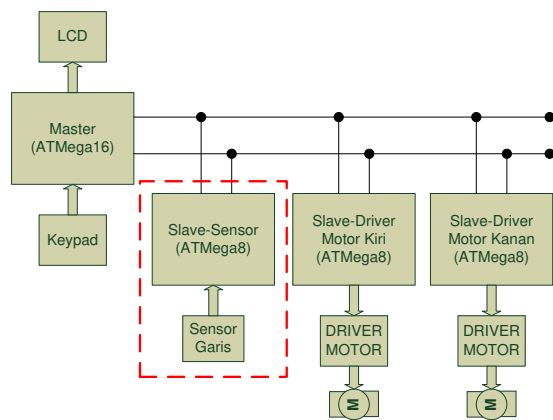 LCD
Master
(ATMega16)
Keypad
Slave-Sensor
(ATMega8)
Sensor
Garis
Slave-Driver
Motor Kiri
(ATMega8)
DRIVER
MOTOR
M
Slave-Driver
Motor Kanan
(ATMega8)
DRIVER
MOTOR
M